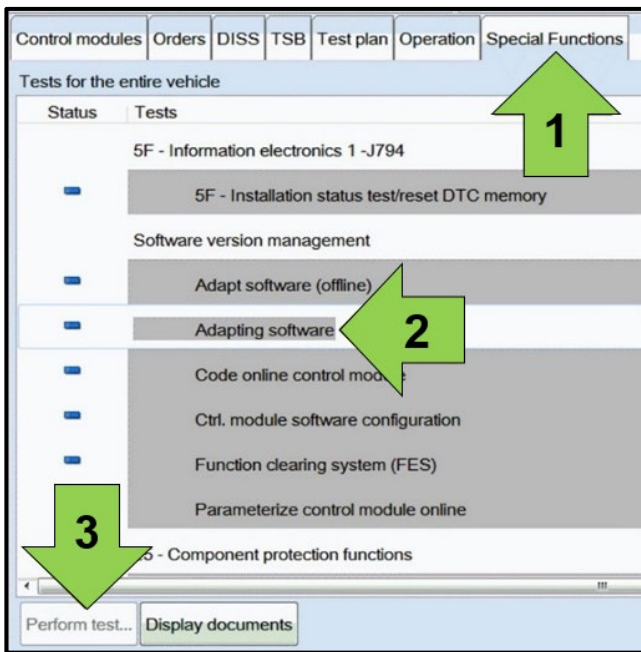 Control modules Orders DISS TSB Test plan Operation Special Functions
Tests for the entire vehicle
Status Tests
1
5F - Information electronics 1 -J794
5F - Installation status test/reset DTC memory
Software version management
Adapt software (offline)
Adapting software
2
Code online control module
Ctrl. module software configuration
Function clearing system (FES)
Parameterize control module online
3
- Component protection functions
Perform test... Display documents